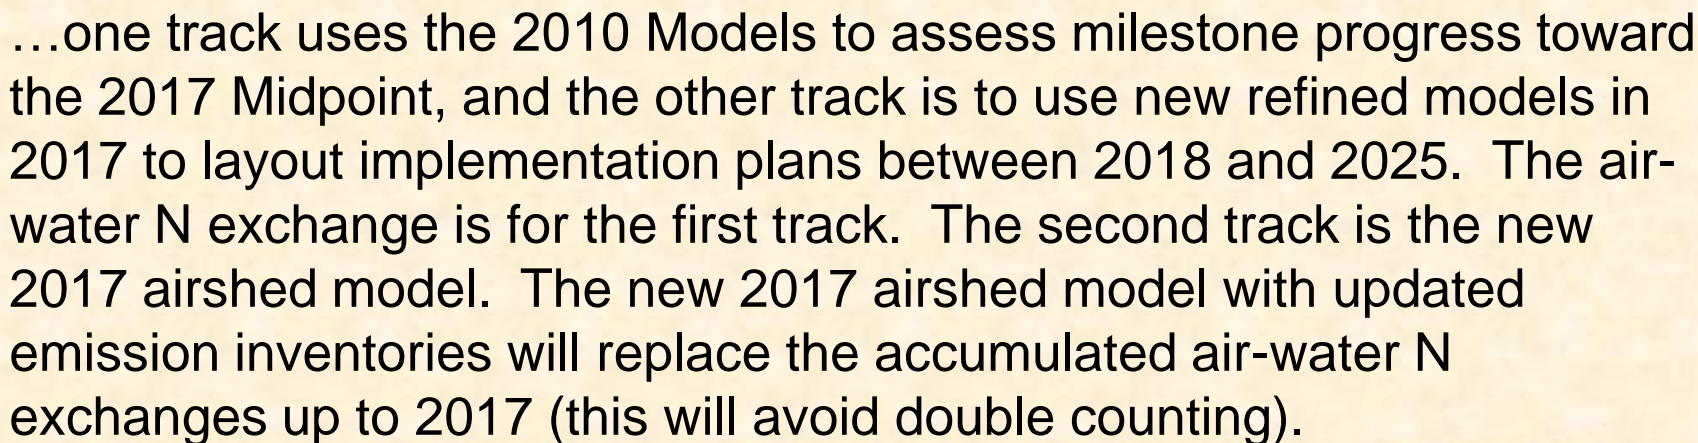 …one track uses the 2010 Models to assess milestone progress toward
the 2017 Midpoint, and the other track is to use new refined models in
2017 to layout implementation plans between 2018 and 2025.  The air-
water N exchange is for the first track.  The second track is the new
2017 airshed model.  The new 2017 airshed model with updated
emission inventories will replace the accumulated air-water N
exchanges up to 2017 (this will avoid double counting).